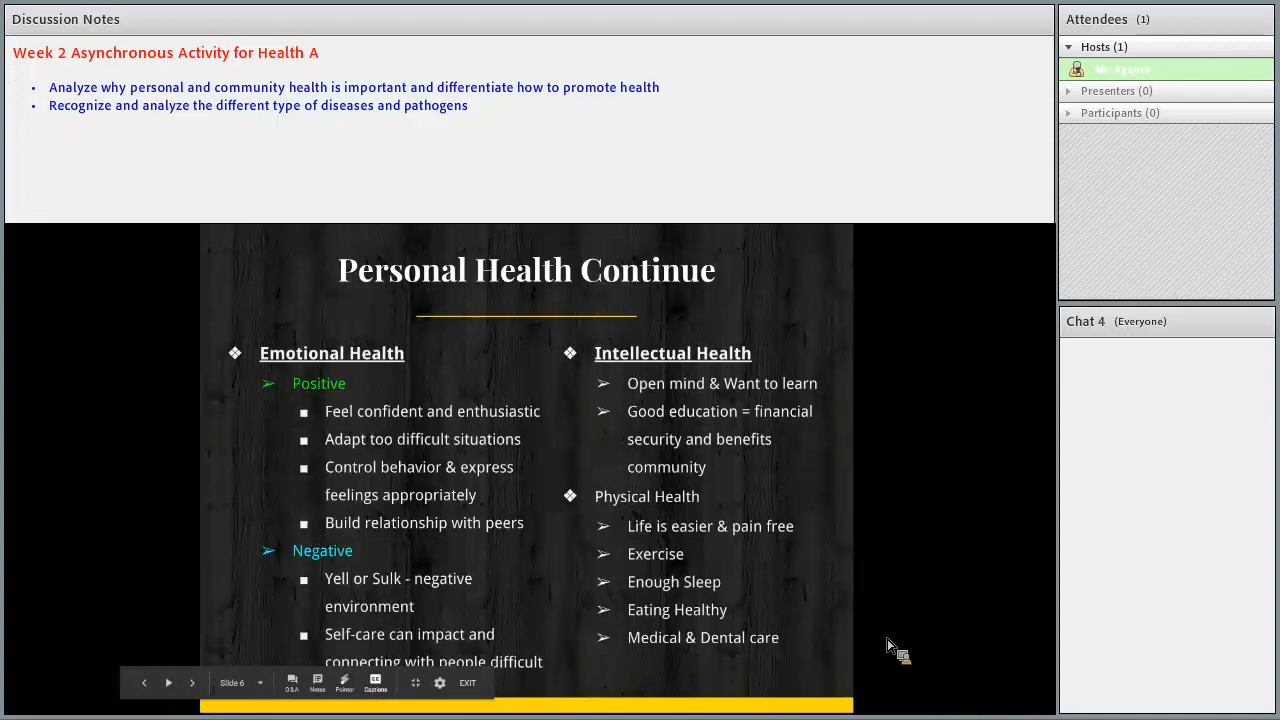 Discussion Notes
Week 2 Asynchronous Activity for Health A
• Analyze why personal and community health is important and differentiate how to promote health
• Recognize and analyze the different type of diseases and pathogens
Personal Health Continue
❖ Emotional Health
➢ Positive
■ Feel confident and enthusiastic
■ Adapt too difficult situations
■ Control behavior & express
feelings appropriately
■ Build relationship with peers
➢ Negative
■ Yell or Sulk - negative
environment
■ Self-care can impact and
connecting with people difficult
❖ Intellectual Health
➢ Open mind & Want to learn
➢ Good education = financial
security and benefits
community
❖ Physical Health
➢ Life is easier & pain free
➢ Exercise
➢ Enough Sleep
➢ Eating Healthy
➢ Medical & Dental care
Slide 6
Q&A
Notes
Pointer
CC
Captions
EXIT
Attendees (1)
Hosts (1)
Presenters (0)
Participants (0)
Chat 4 (Everyone)